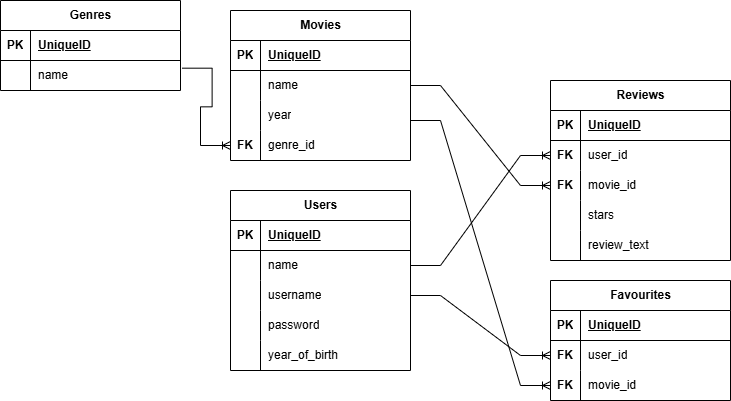 Genres
PK UniqueID
name
Movies
PK UniqueID
name
year
FK genre_id
Users
PK UniqueID
name
username
password
year_of_birth
Reviews
PK UniqueID
FK user_id
FK movie_id
stars
review_text
Favourites
PK UniqueID
FK user_id
FK movie_id